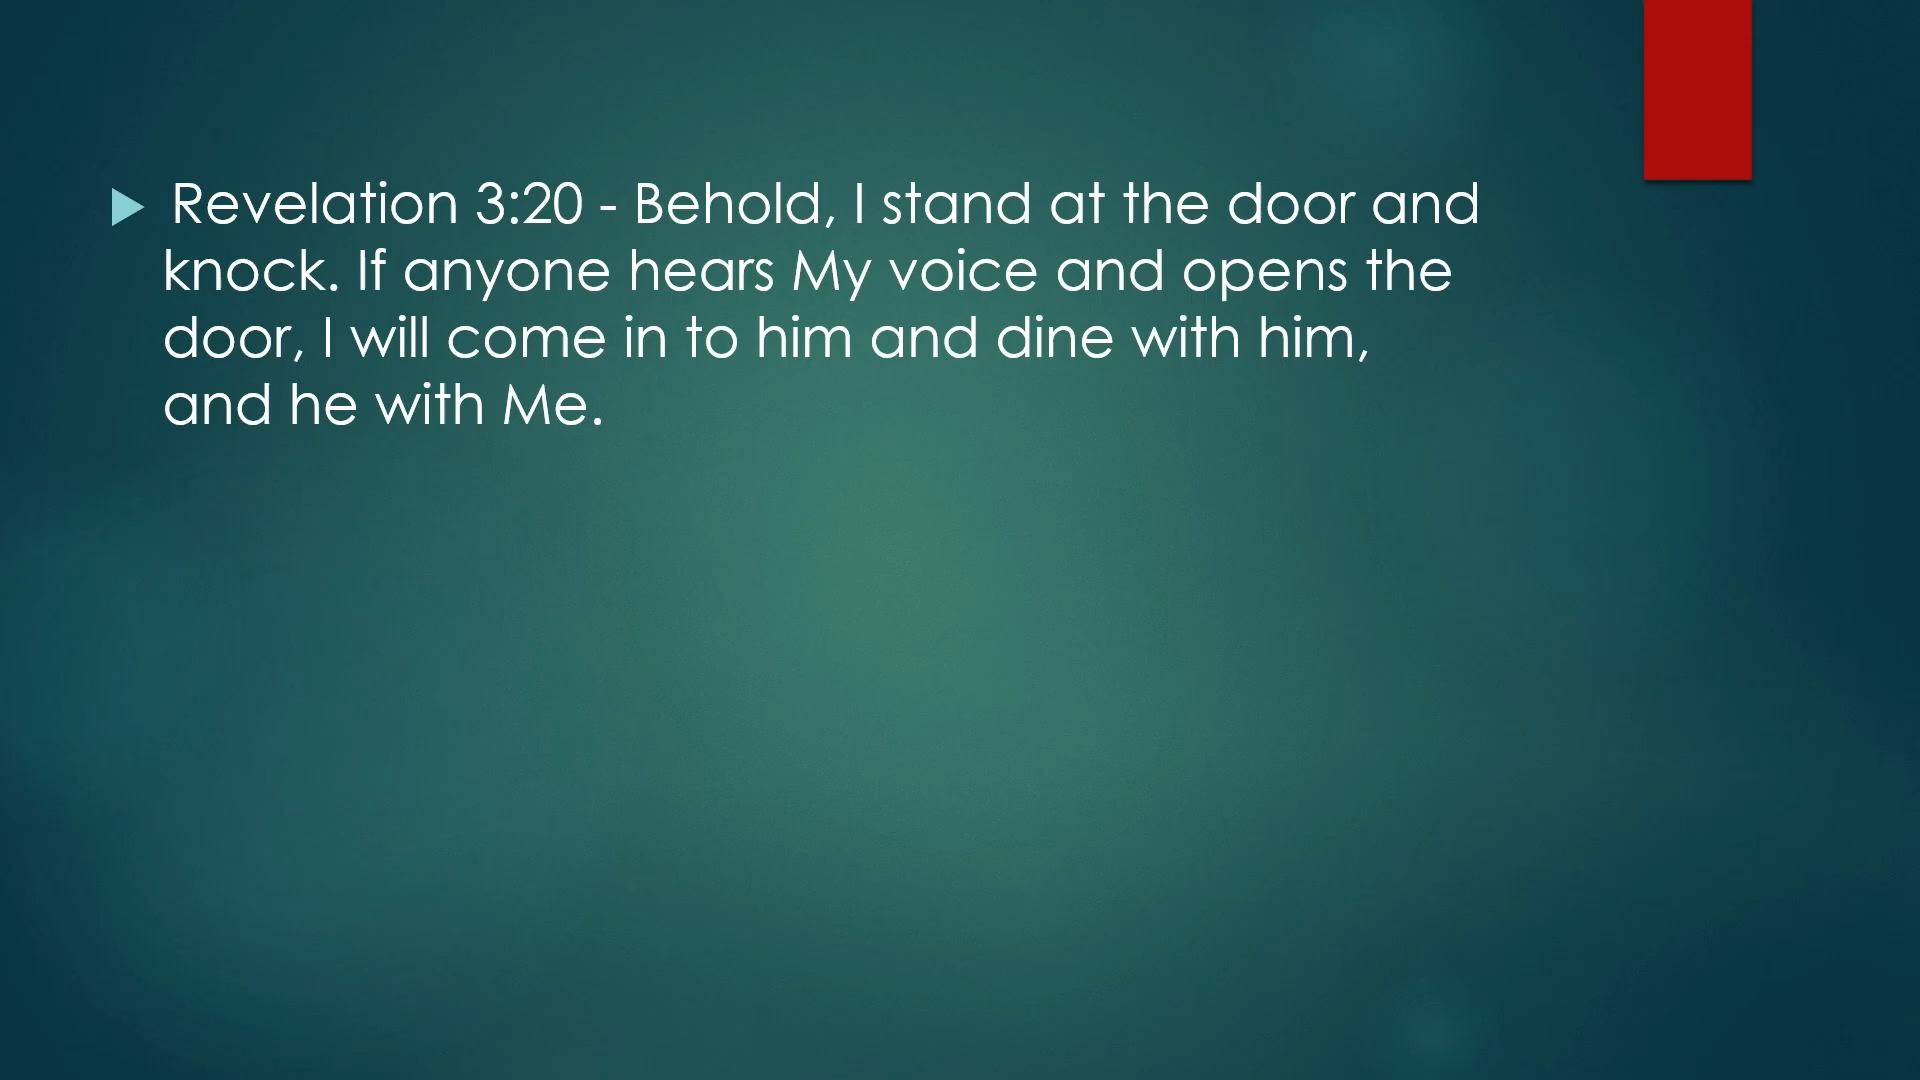 Revelation 3:20 - Behold, I stand at the door and
knock. If anyone hears My voice and opens the
door, I will come in to him and dine with him,
and he with Me.